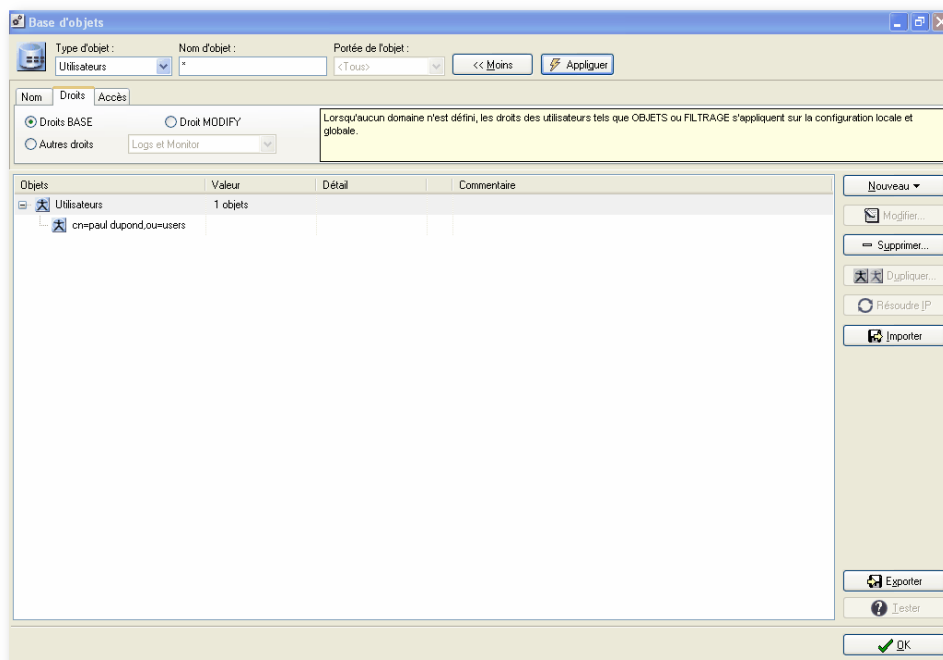 Base d'objets
Type d'objet : Nom d'objet : Portée de l'objet :
Utilisateurs * <Tous> << Moins Appliquer
Nom Droits Accès
Droits BASE Droit MODIFY
Autres droits Logs et Monitor
Lorsqu'aucun domaine n'est défini, les droits des utilisateurs tels que OBJETS ou FILTRAGE s'appliquent sur la configuration locale et
globale.
Objets Valeur Détail Commentaire
Utilisateurs 1 objets
cn=paul dupond,ou=users
Nouveau
Modifier...
Supprimer...
Dupliquer...
Résoudre IP
Importer
Exporter
Tester
OK